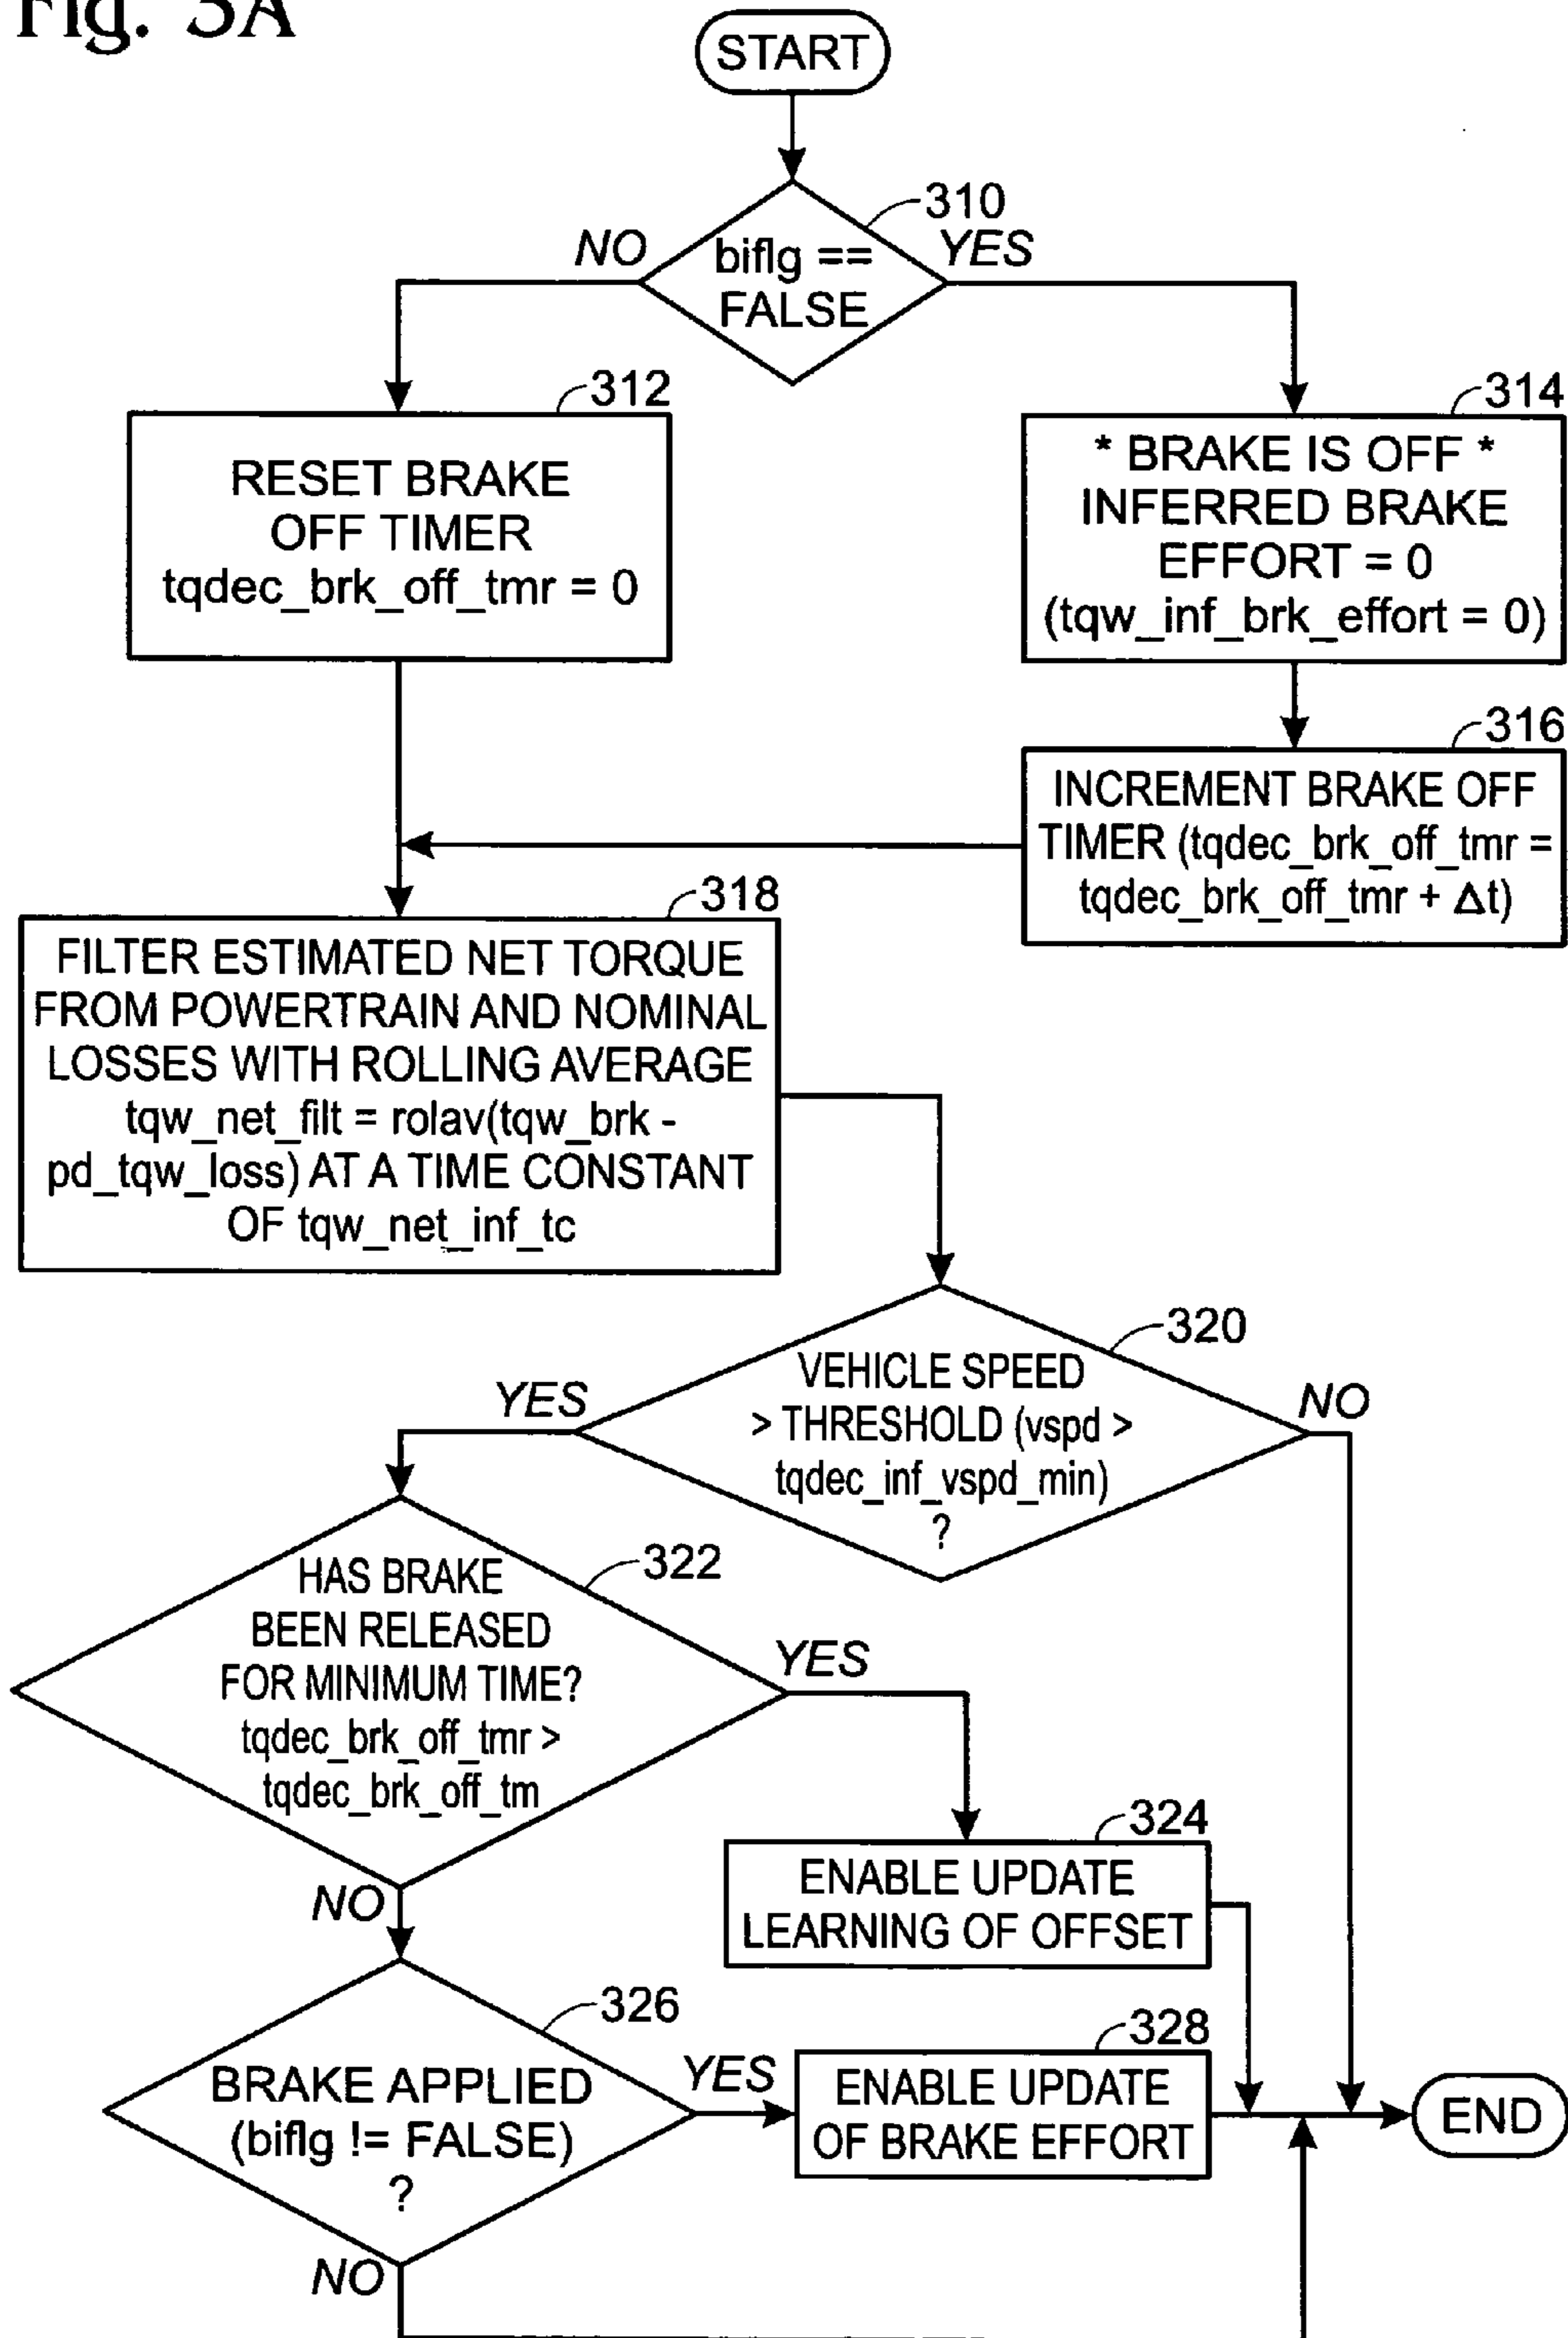 Fig. 3A
START
310
NO
YES
biflg ==
FALSE
312
RESET BRAKE
OFF TIMER
tqdec_brk_off_tmr = 0
314
* BRAKE IS OFF *
INFERRED BRAKE
EFFORT = 0
(tqw_inf_brk_effort = 0)
316
INCREMENT BRAKE OFF
TIMER (tqdec_brk_off_tmr =
tqdec_brk_off_tmr + Δt)
318
FILTER ESTIMATED NET TORQUE
FROM POWERTRAIN AND NOMINAL
LOSSES WITH ROLLING AVERAGE
tqw_net_filt = rolav(tqw_brk -
pd_tqw_loss) AT A TIME CONSTANT
OF tqw_net_inf_tc
320
VEHICLE SPEED
> THRESHOLD (vspd >
tqdec_inf_vspd_min)
?
YES
NO
322
HAS BRAKE
BEEN RELEASED
FOR MINIMUM TIME?
tqdec_brk_off_tmr >
tqdec_brk_off_tm
YES
NO
324
ENABLE UPDATE
LEARNING OF OFFSET
326
BRAKE APPLIED
(biflg != FALSE)
?
YES
NO
328
ENABLE UPDATE
OF BRAKE EFFORT
END